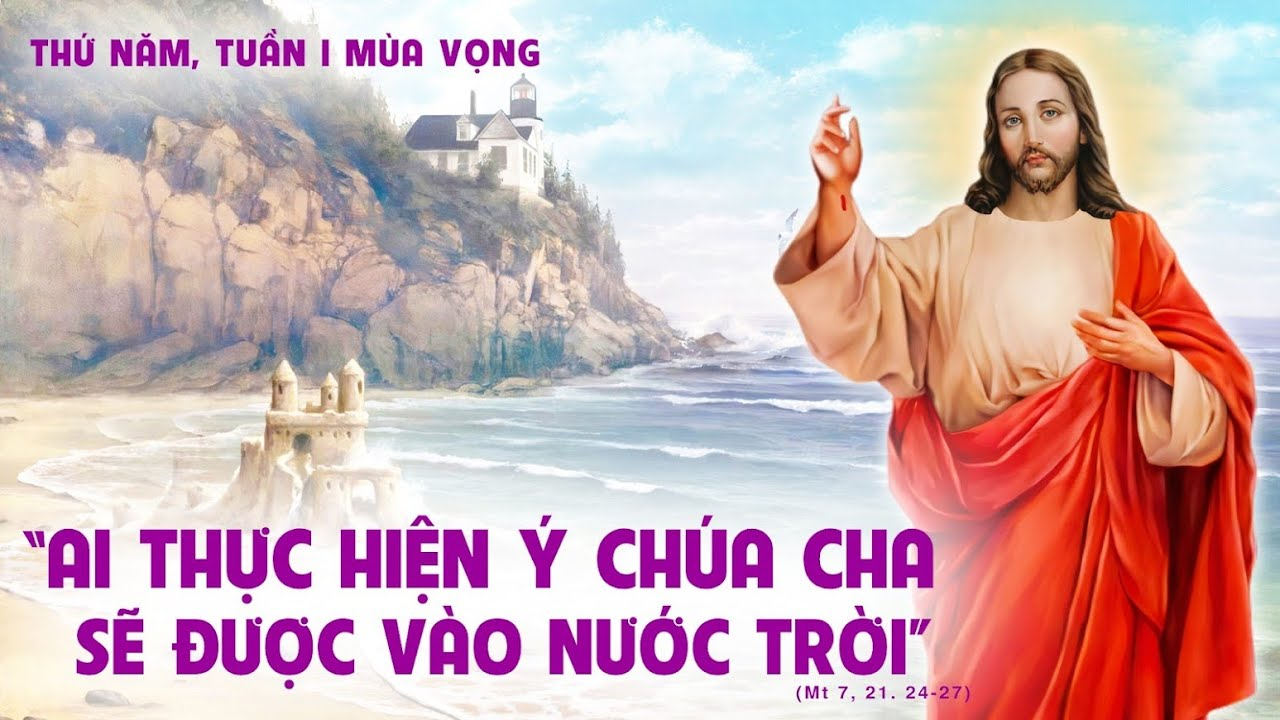 THỨ NĂM, TUẦN I MÙA VỌNG
“AI THỰC HIỆN Ý CHÚA CHA
SẼ ĐƯỢC VÀO NƯỚC TRỜI”
(Mt 7, 21. 24-27)